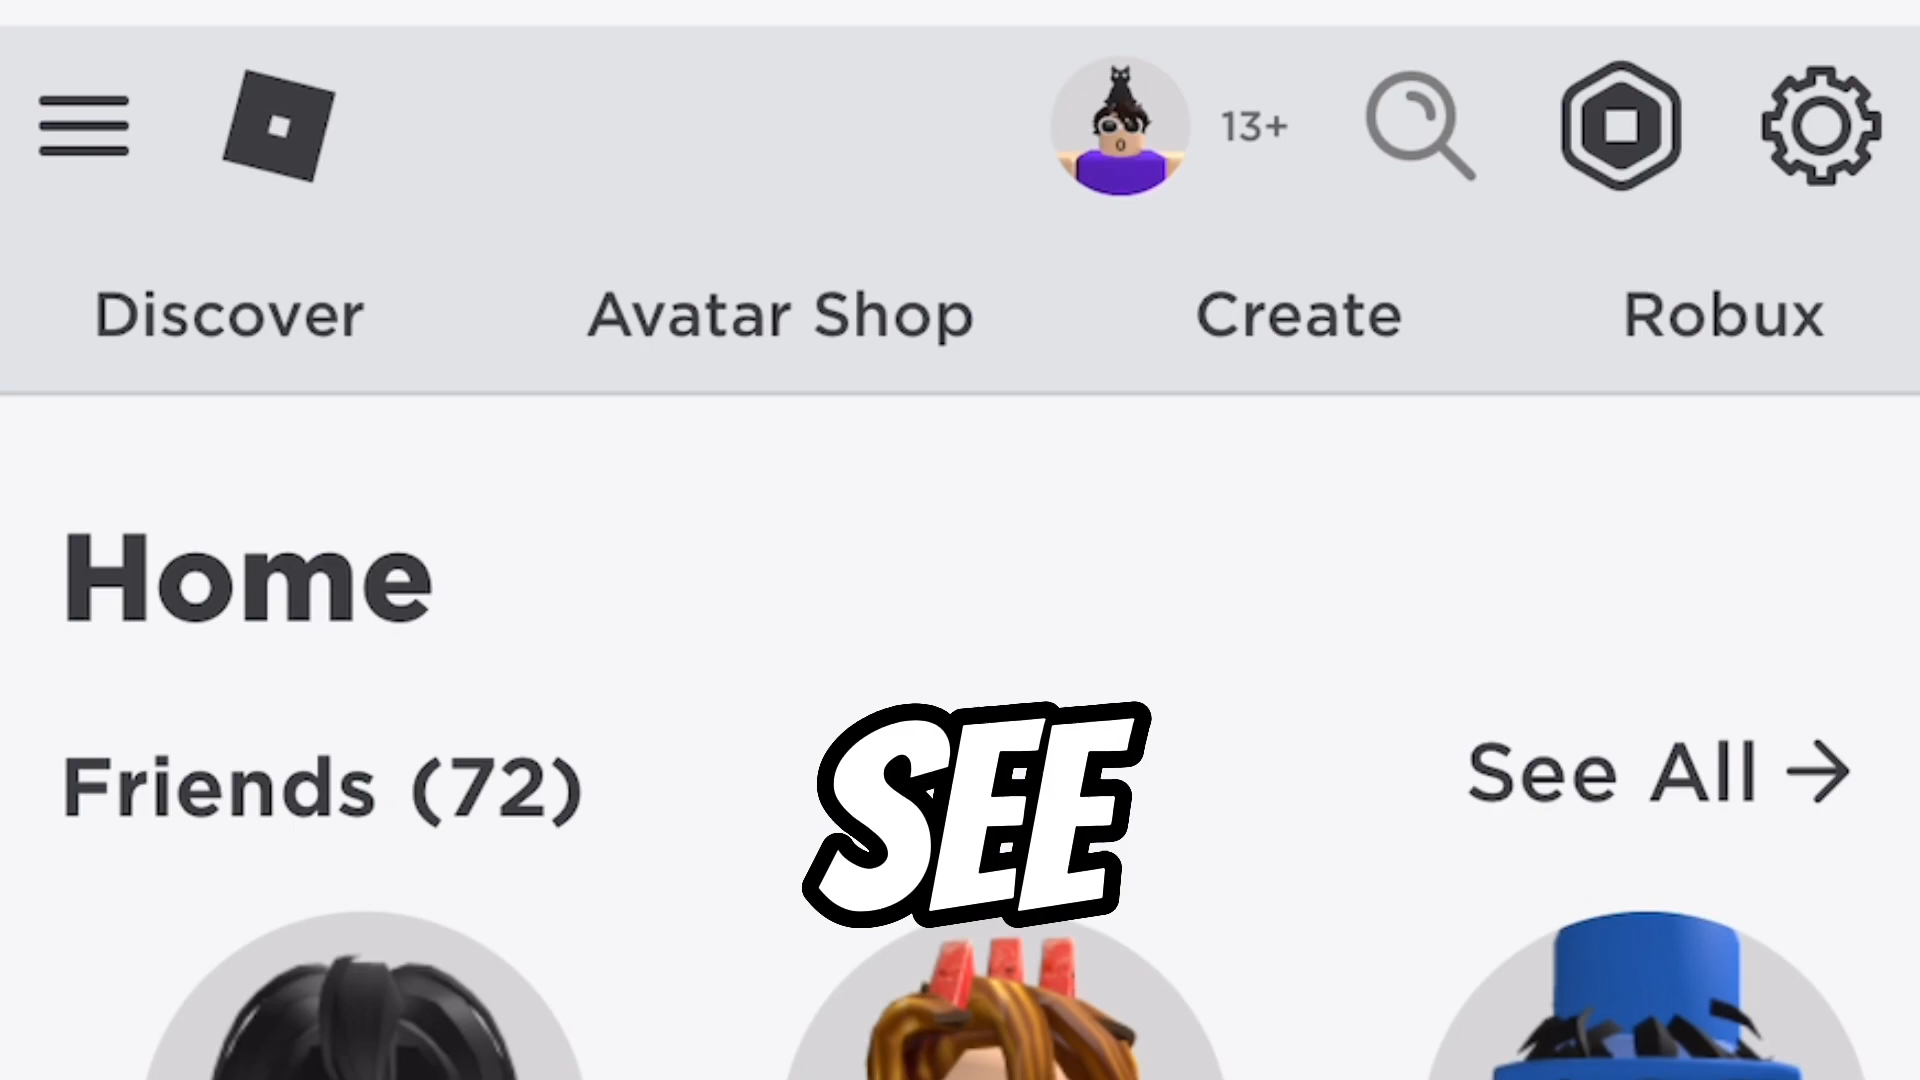 13+
Discover Avatar Shop Create Robux
Home
Friends (72) SEE See All →